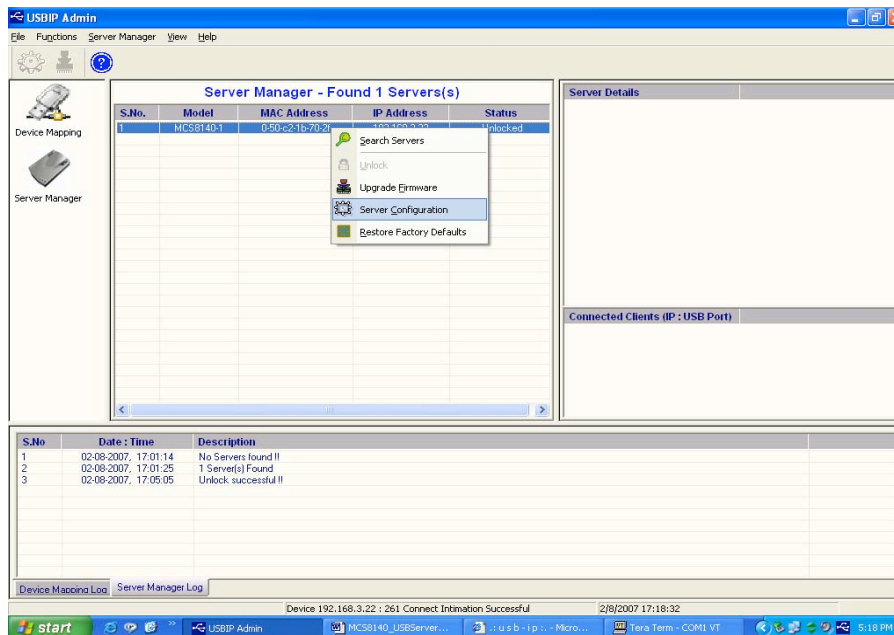 USBIP Admin
File Functions Server Manager View Help
Device Mapping
Server Manager
Server Manager - Found 1 Servers(s)
S.No. Model MAC Address IP Address Status
1 MCS8140-1 0-50-c2-1b-70-2 192.168.3.22 Unlocked
Search Servers
Unlock
Upgrade Firmware
Server Configuration
Restore Factory Defaults
Server Details
Connected Clients (IP : USB Port)
S.No Date : Time Description
1 02-08-2007, 17:01:14 No Servers found !!
2 02-08-2007, 17:01:25 1 Server(s) Found
3 02-08-2007, 17:05:05 Unlock successful !!
Device Mapping Log Server Manager Log
Device 192.168.3.22 : 261 Connect Intimation Successful 2/8/2007 17:18:32
start USBIP Admin MCS8140_USBServer... .: u s b - i p :. - Micro... Tera Term - COM1 VT 5:18 PM